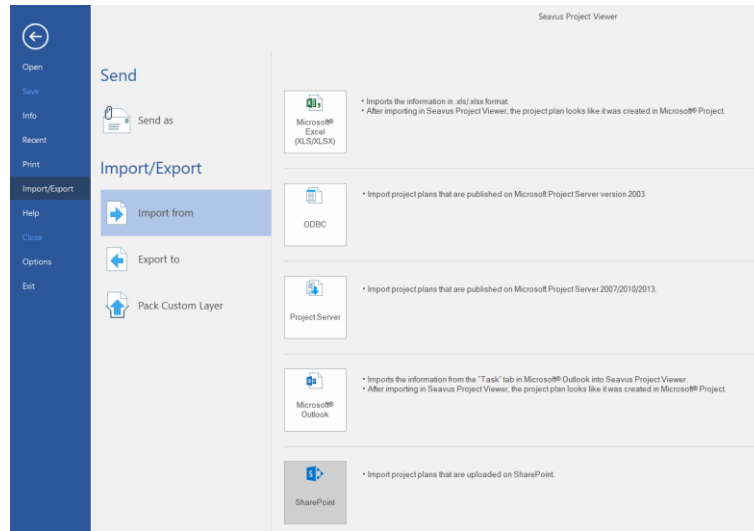 Seavus Project Viewer
Open
Save
Info
Recent
Print
Import/Export
Help
Close
Options
Exit
Send
Send as
Import/Export
Import from
Export to
Pack Custom Layer
Microsoft® Excel (XLS/XLSX)
• Imports the information in .xls/.xlsx format.
• After importing in Seavus Project Viewer, the project plan looks like it was created in Microsoft® Project.
ODBC
• Import project plans that are published on Microsoft Project Server version 2003.
Project Server
• Import project plans that are published on Microsoft Project Server 2007/2010/2013.
Microsoft® Outlook
• Imports the information from the "Task" tab in Microsoft® Outlook into Seavus Project Viewer.
• After importing in Seavus Project Viewer, the project plan looks like it was created in Microsoft® Project.
SharePoint
• Import project plans that are uploaded on SharePoint.